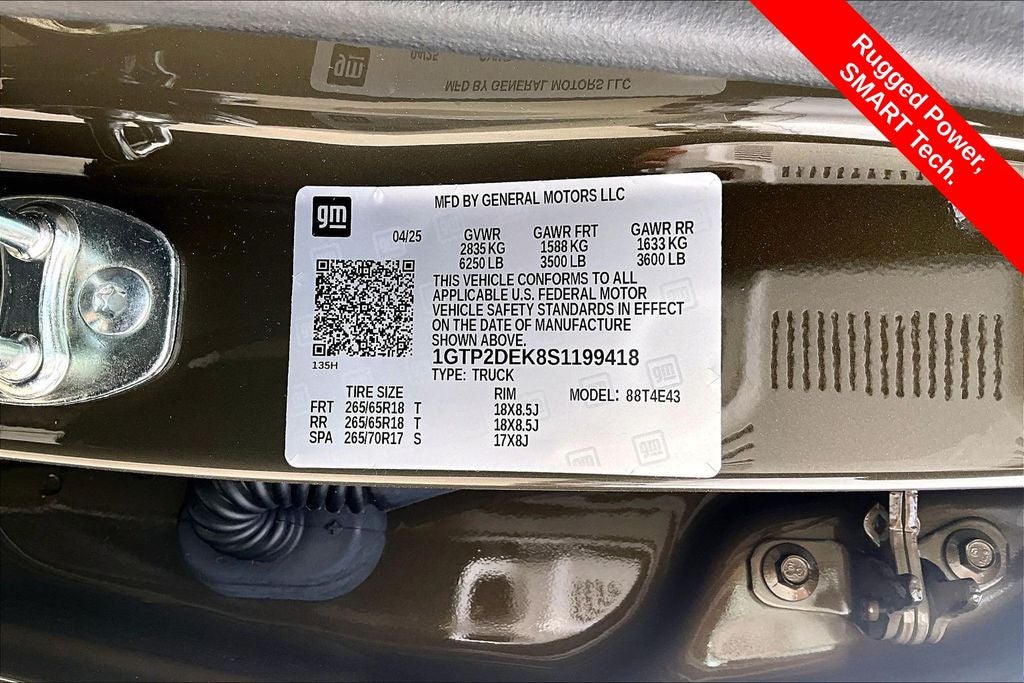 Rugged Power,
SMART Tech.
MFD BY GENERAL MOTORS LLC
gm
MFD BY GENERAL MOTORS LLC
04/25
GVWR GAWR FRT GAWR RR
2835 KG 1588 KG 1633 KG
6250 LB 3500 LB 3600 LB
THIS VEHICLE CONFORMS TO ALL
APPLICABLE U.S. FEDERAL MOTOR
VEHICLE SAFETY STANDARDS IN EFFECT
ON THE DATE OF MANUFACTURE
SHOWN ABOVE.
1GTP2DEK8S1199418
135H
TYPE: TRUCK
TIRE SIZE RIM MODEL: 88T4E43
FRT 265/65R18 T 18X8.5J
RR 265/65R18 T 18X8.5J
SPA 265/70R17 S 17X8J